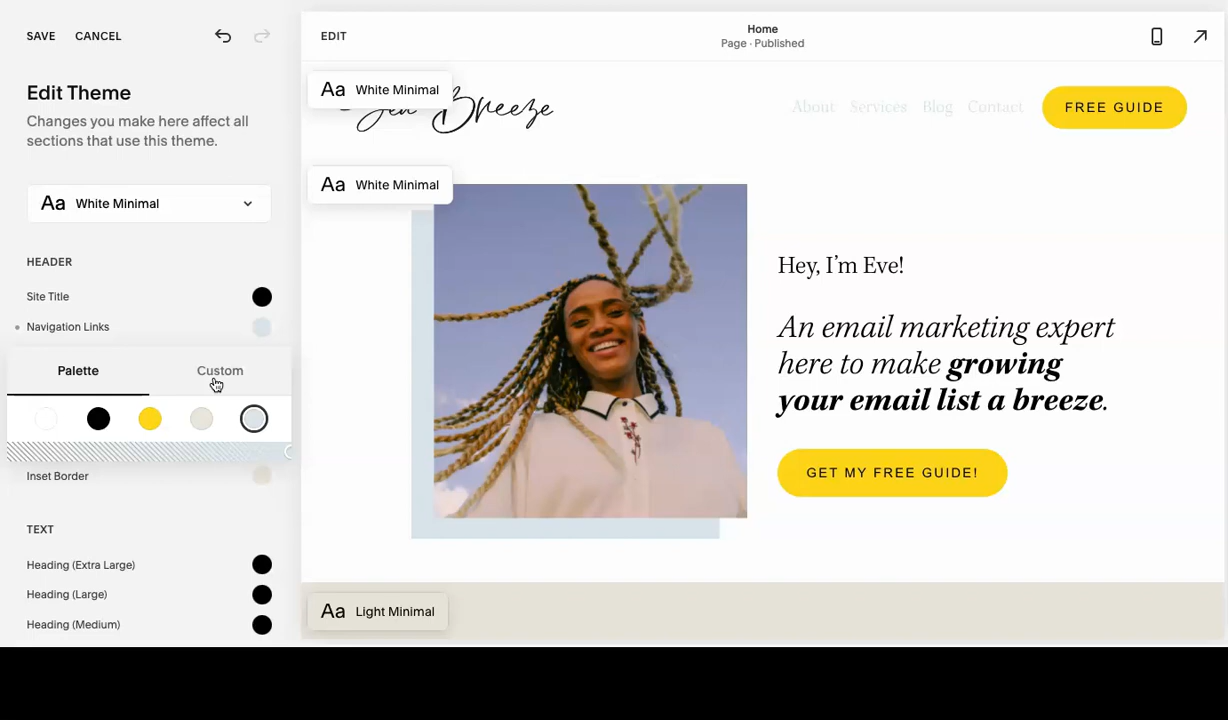 SAVE CANCEL
Edit Theme
Changes you make here affect all
sections that use this theme.
Aa White Minimal
HEADER
Site Title
Navigation Links
Palette Custom
Inset Border
TEXT
Heading (Extra Large)
Heading (Large)
Heading (Medium)
EDIT
Home
Page · Published
Aa White Minimal
Breeze
About Services Blog Contact FREE GUIDE
Aa White Minimal
Hey, I'm Eve!
An email marketing expert
here to make growing
your email list a breeze.
GET MY FREE GUIDE!
Aa Light Minimal